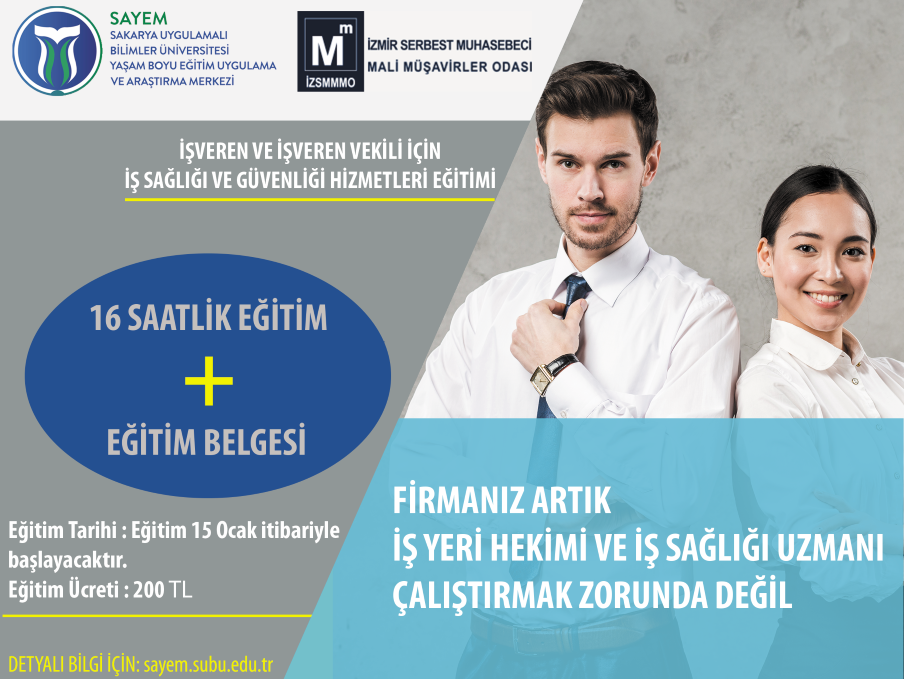 SAYEM
SAKARYA UYGULAMALI
BİLİMLER ÜNİVERSİTESİ
YAŞAM BOYU EĞİTİM UYGULAMA
VE ARAŞTIRMA MERKEZİ
Mm
İZSMMMO
İZMİR SERBEST MUHASEBECİ
MALİ MÜŞAVİRLER ODASI
İŞVEREN VE İŞVEREN VEKİLİ İÇİN
İŞ SAĞLIĞI VE GÜVENLİĞİ HİZMETLERİ EĞİTİMİ
16 SAATLİK EĞİTİM
+
EĞİTİM BELGESİ
Eğitim Tarihi : Eğitim 15 Ocak itibariyle
başlayacaktır.
Eğitim Ücreti : 200 TL
DETYALI BİLGİ İÇİN: sayem.subu.edu.tr
FİRMANIZ ARTIK
İŞ YERİ HEKİMİ VE İŞ SAĞLIĞI UZMANI
ÇALIŞTIRMAK ZORUNDA DEĞİL